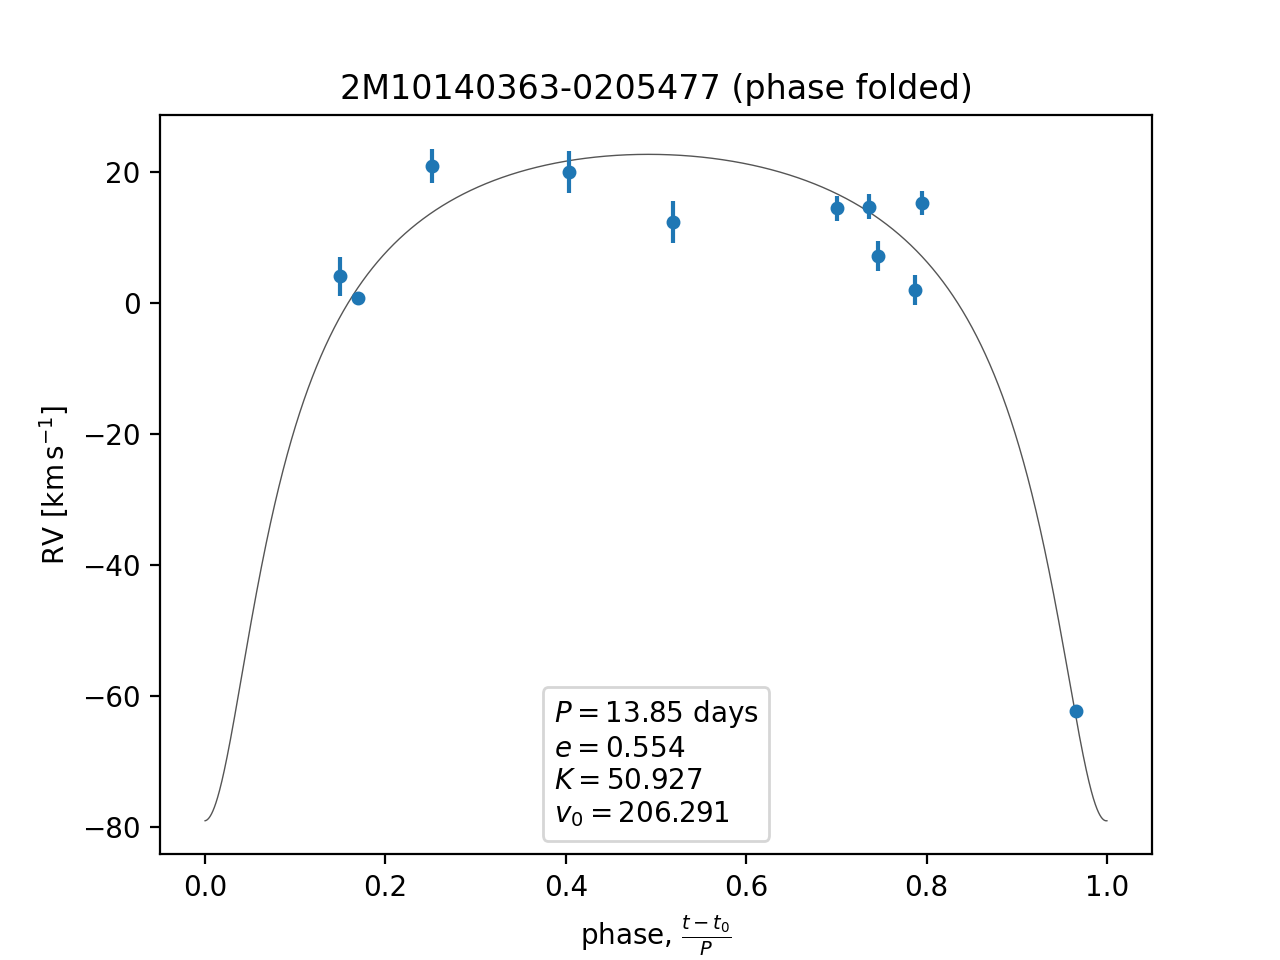 2M10140363-0205477 (phase folded)
20
0
−20
−40
−60
−80
RV [km s⁻¹]
P = 13.85 days
e = 0.554
K = 50.927
v₀ = 206.291
0.0 0.2 0.4 0.6 0.8 1.0
phase, (t − t₀)/P